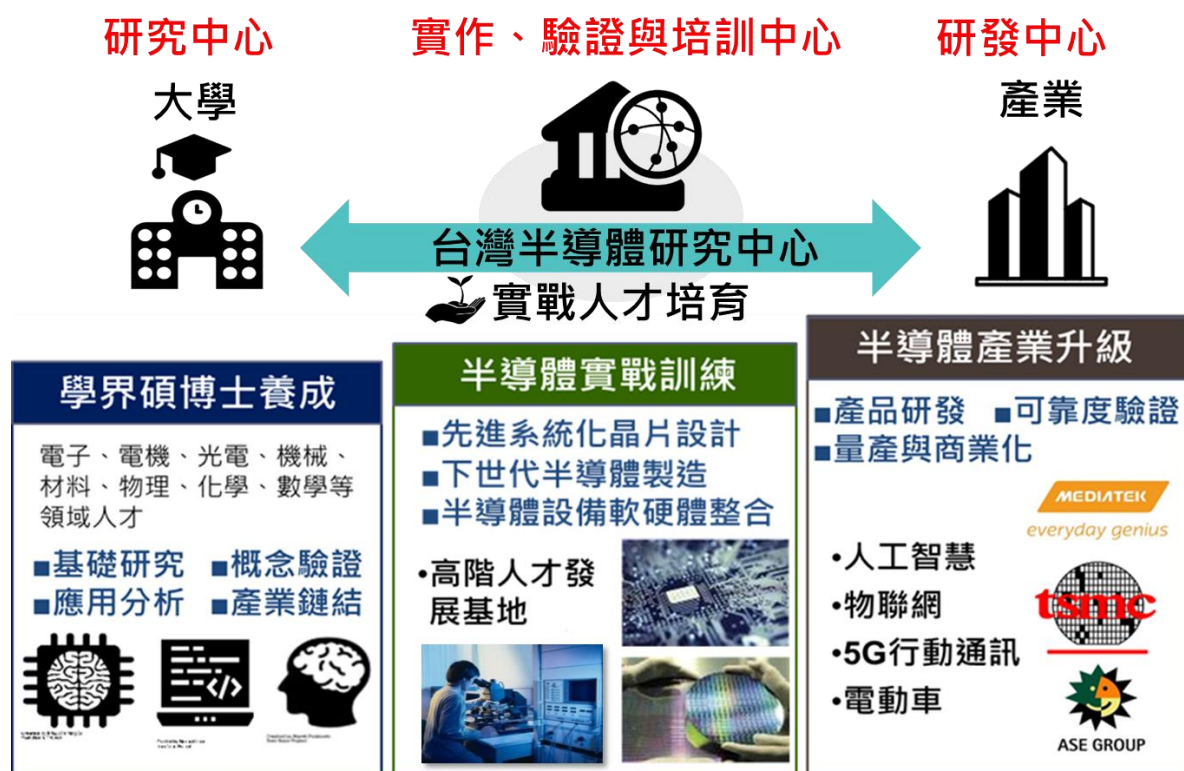 研究中心
實作、驗證與培訓中心
研發中心
大學
產業
台灣半導體研究中心
實戰人才培育
學界碩博士養成
電子、電機、光電、機械、
材料、物理、化學、數學等
領域人才
■基礎研究 ■概念驗證
■應用分析 ■產業鏈結
半導體實戰訓練
■先進系統化晶片設計
■下世代半導體製造
■半導體設備軟硬體整合
•高階人才發
展基地
半導體產業升級
■產品研發 ■可靠度驗證
■量產與商業化
MEDIATEK
everyday genius
•人工智慧
•物聯網
•5G行動通訊
•電動車
tsmc
ASE GROUP